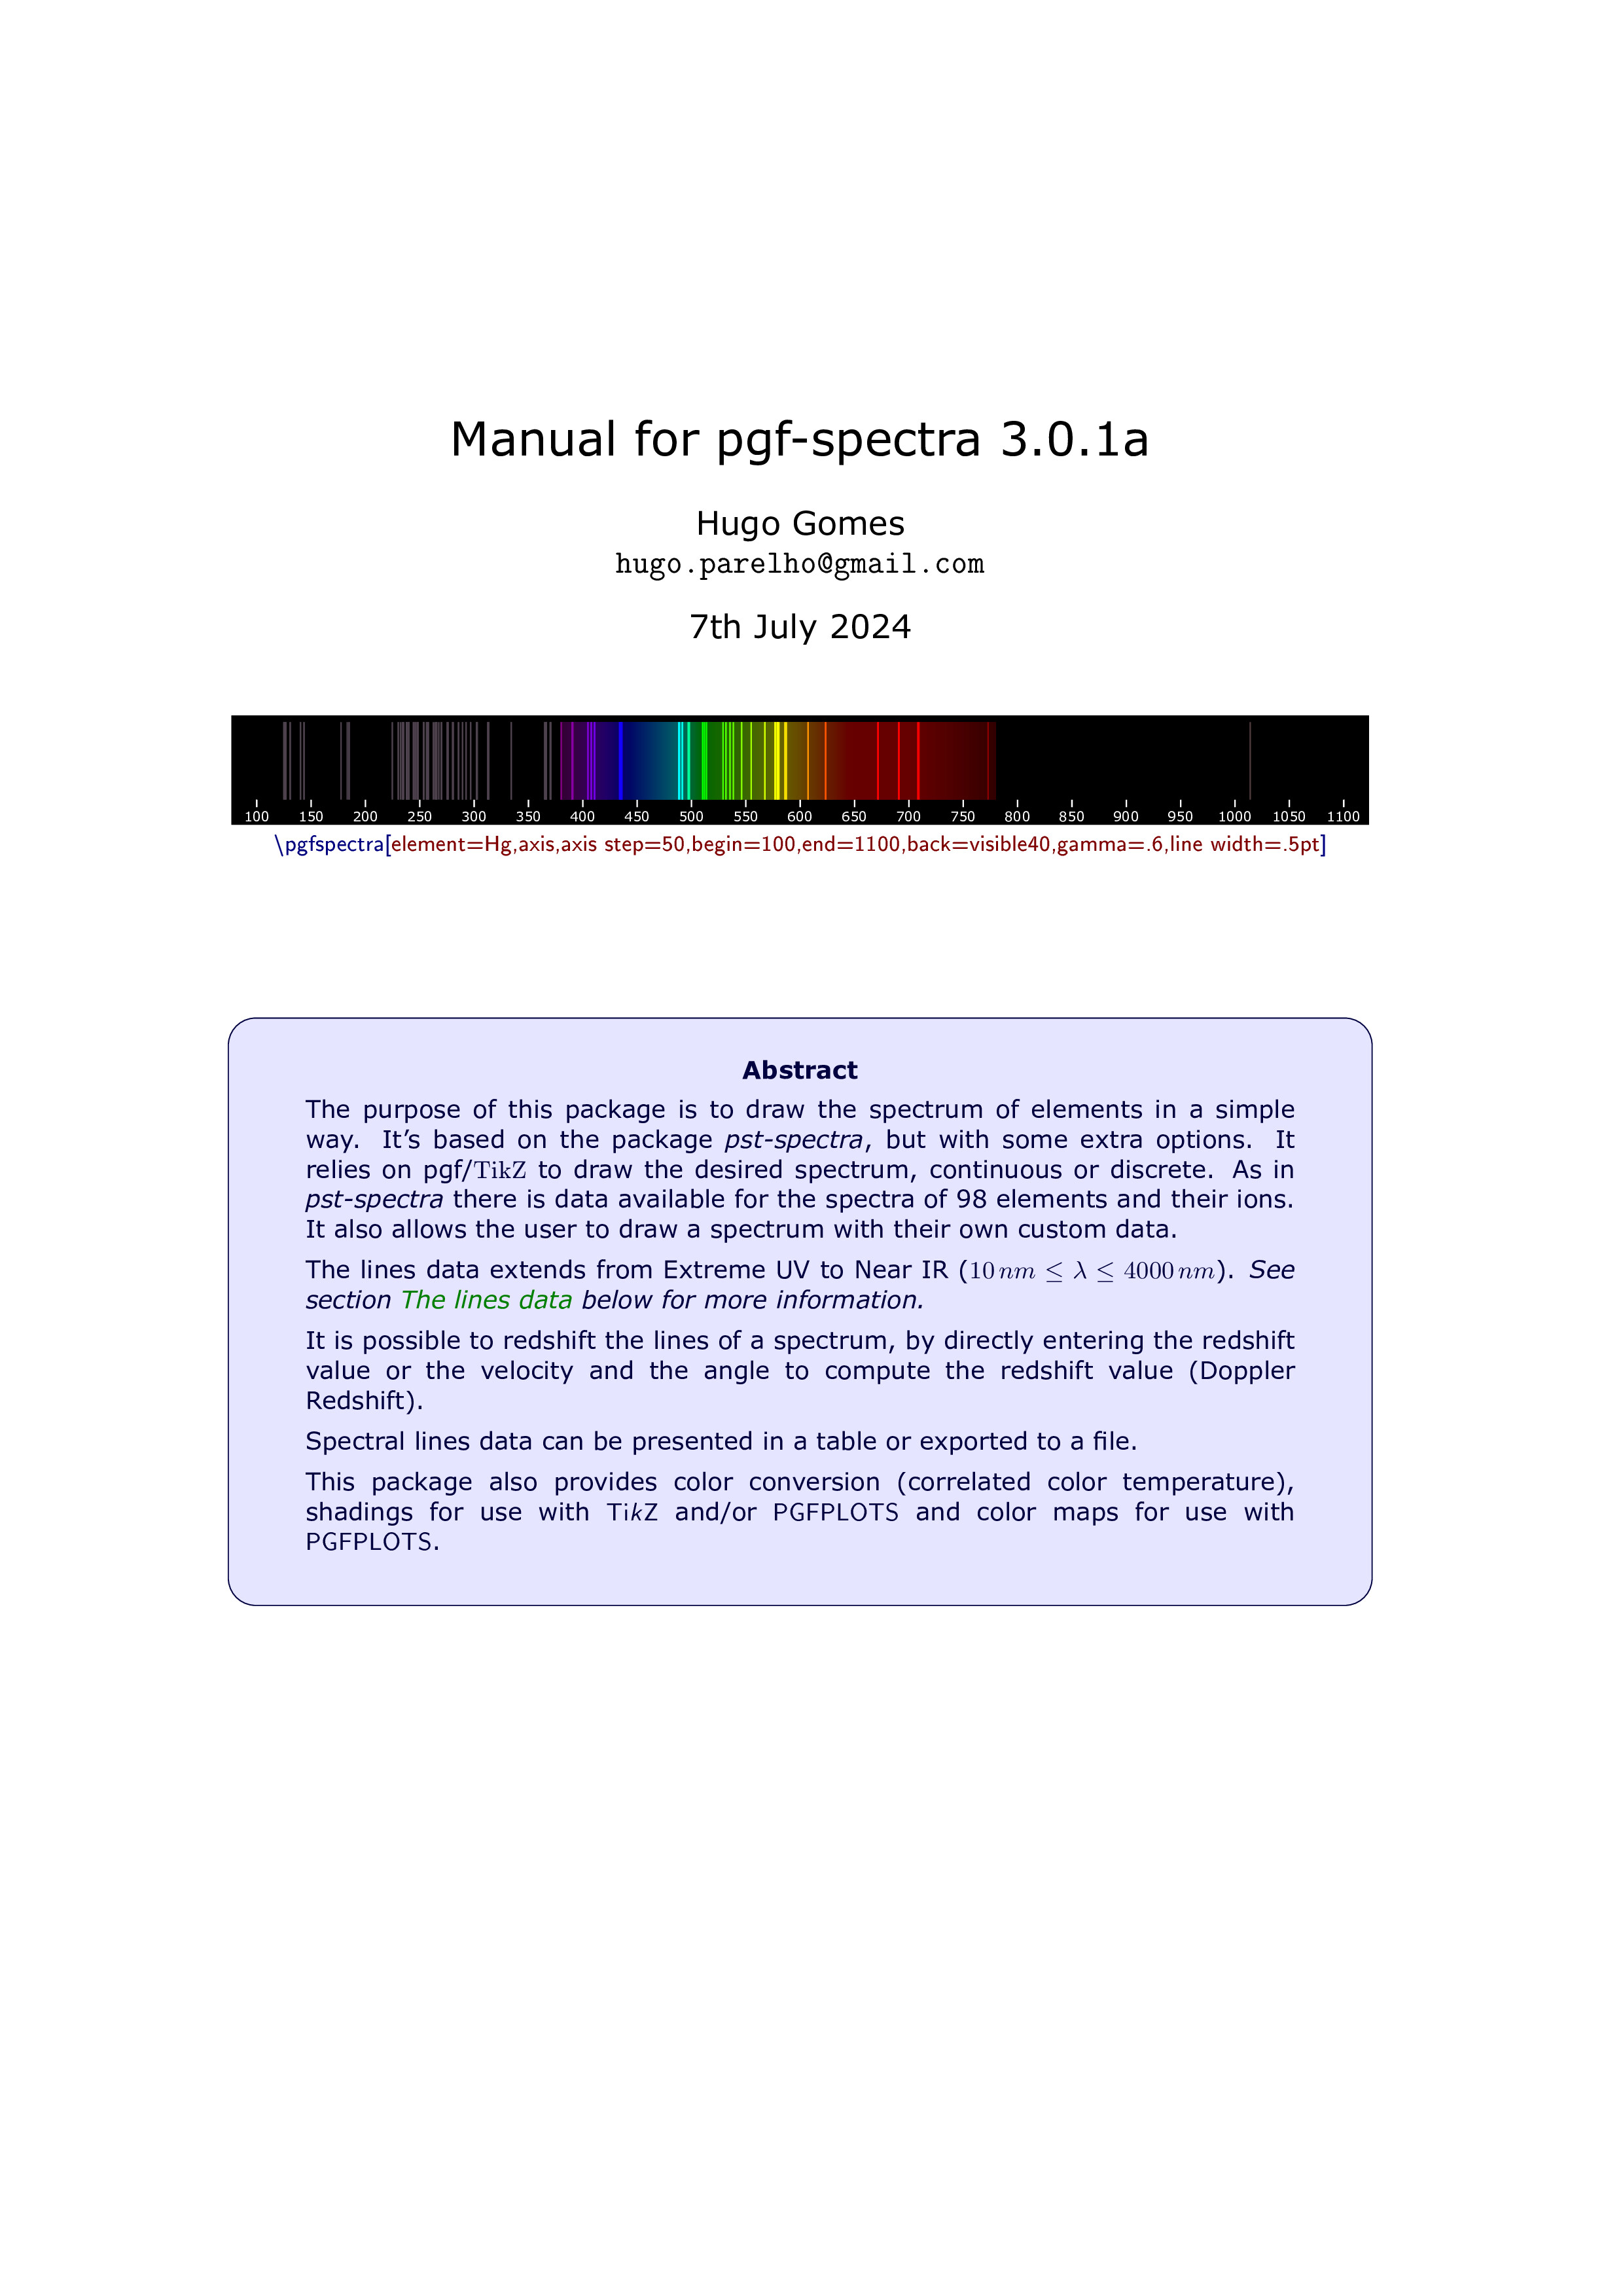 Manual for pgf-spectra 3.0.1a
Hugo Gomes
hugo.parelho@gmail.com
7th July 2024
100 150 200 250 300 350 400 450 500 550 600 650 700 750 800 850 900 950 1000 1050 1100
\pgfspectra[element=Hg,axis,axis step=50,begin=100,end=1100,back=visible40,gamma=.6,line width=.5pt]
Abstract
The purpose of this package is to draw the spectrum of elements in a simple
way. It's based on the package pst-spectra, but with some extra options. It
relies on pgf/TikZ to draw the desired spectrum, continuous or discrete. As in
pst-spectra there is data available for the spectra of 98 elements and their ions.
It also allows the user to draw a spectrum with their own custom data.
The lines data extends from Extreme UV to Near IR (10 nm ≤ λ ≤ 4000 nm). See
section The lines data below for more information.
It is possible to redshift the lines of a spectrum, by directly entering the redshift
value or the velocity and the angle to compute the redshift value (Doppler
Redshift).
Spectral lines data can be presented in a table or exported to a file.
This package also provides color conversion (correlated color temperature),
shadings for use with TikZ and/or PGFPLOTS and color maps for use with
PGFPLOTS.